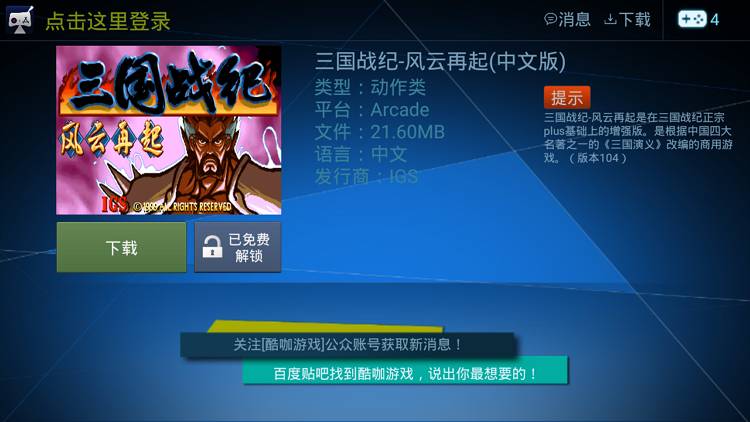 点击这里登录
消息
下载
4
三国战纪
风云再起
IGS ©1999 ALL RIGHTS RESERVED
三国战纪-风云再起(中文版)
类型：动作类
平台：Arcade
文件：21.60MB
语言：中文
发行商：IGS
提示
三国战纪-风云再起是在三国战纪正宗
plus基础上的增强版。是根据中国四大
名著之一的《三国演义》改编的商用游
戏。（版本104）
下载
已免费
解锁
关注[酷咖游戏]公众账号获取新消息！
百度贴吧找到酷咖游戏，说出你最想要的！